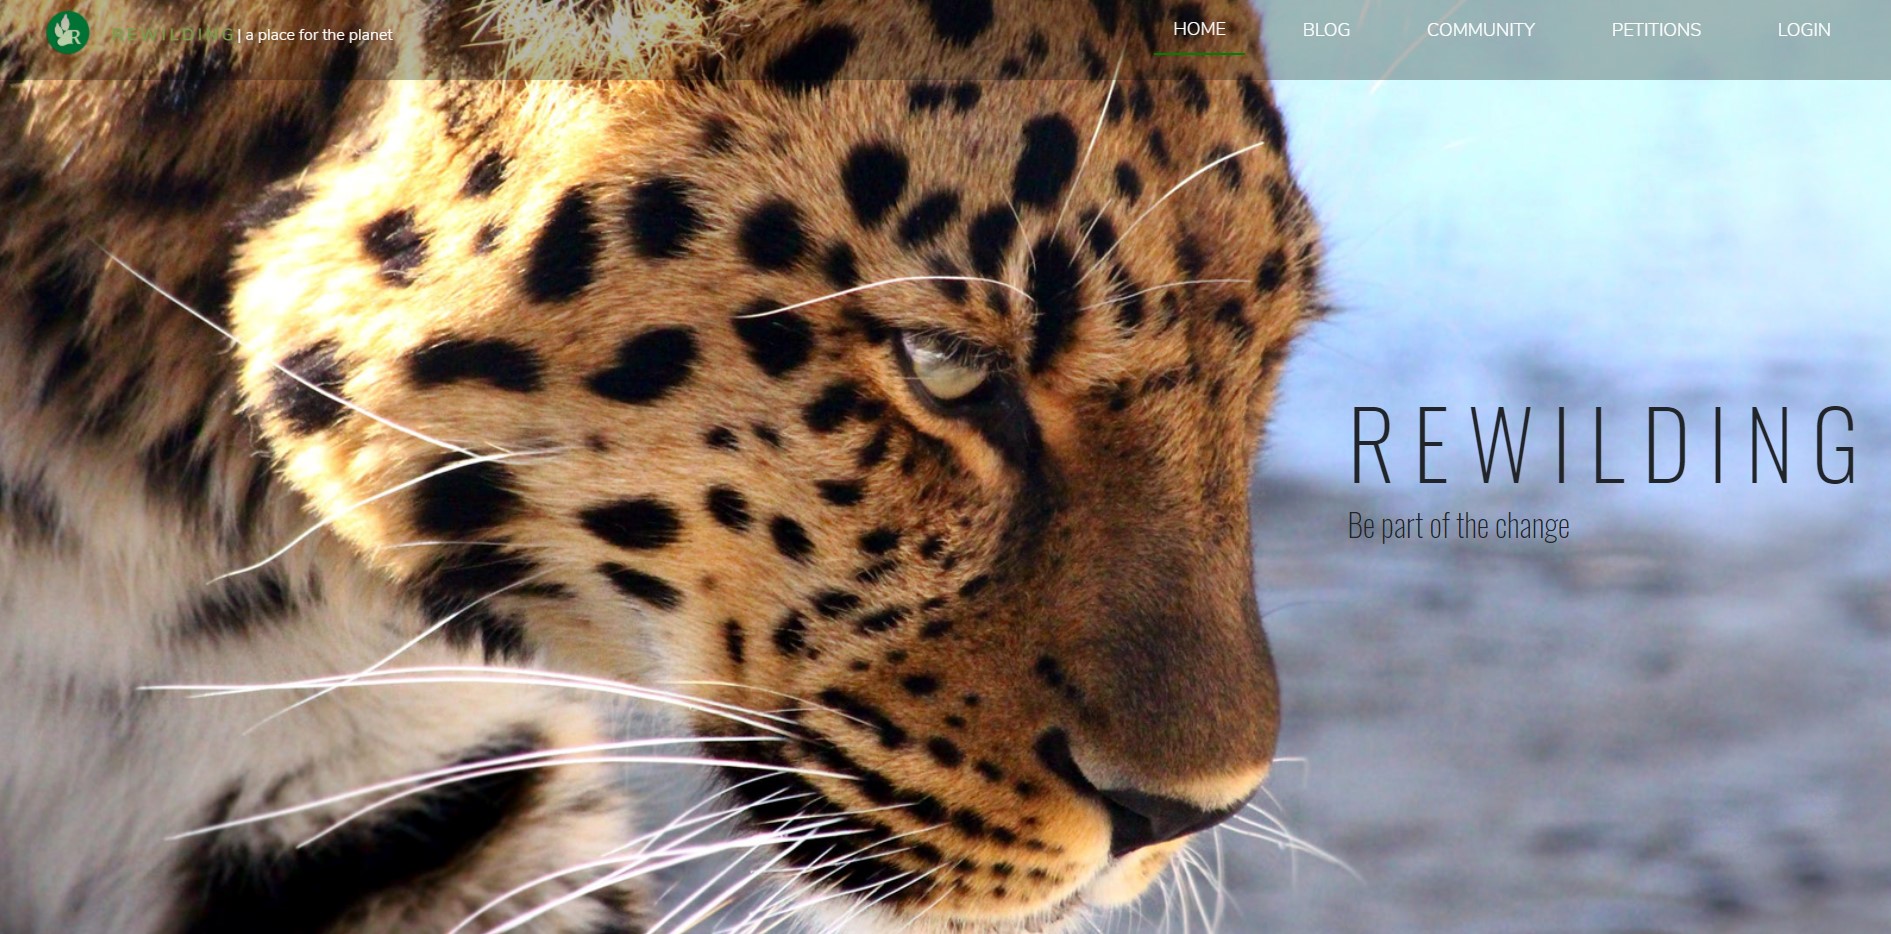 R
REWILDING | a place for the planet
HOME BLOG COMMUNITY PETITIONS LOGIN
REWILDING
Be part of the change